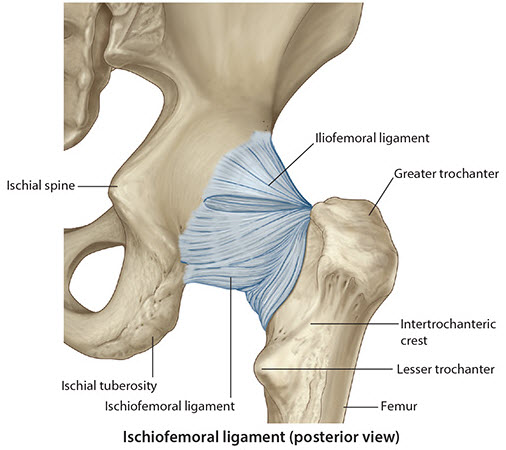 Iliofemoral ligament
Greater trochanter
Ischial spine
Intertrochanteric
crest
Lesser trochanter
Ischial tuberosity
Ischiofemoral ligament
Femur
Ischiofemoral ligament (posterior view)